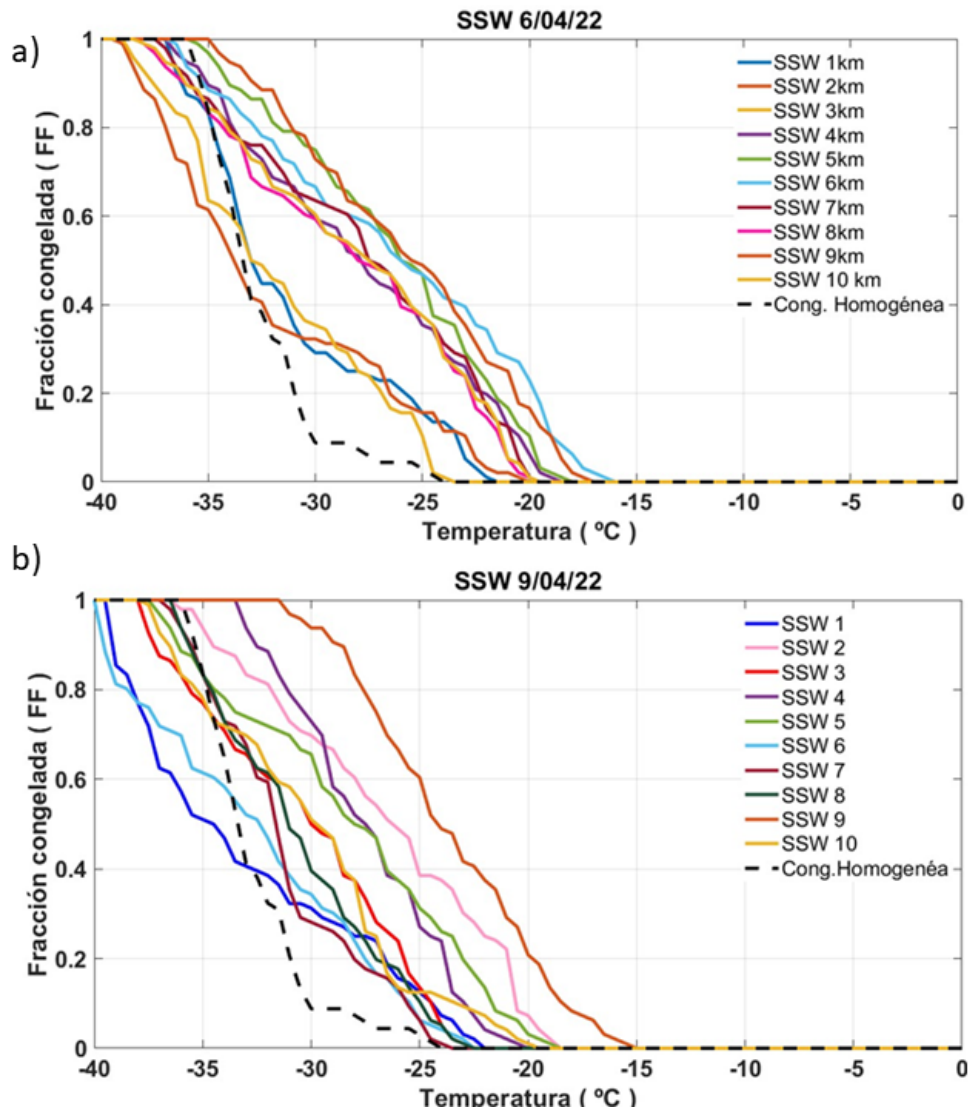 SSW 6/04/22
a)
1
0.8
0.6
0.4
0.2
0
Fracción congelada ( FF )
SSW 1km
SSW 2km
SSW 3km
SSW 4km
SSW 5km
SSW 6km
SSW 7km
SSW 8km
SSW 9km
SSW 10 km
Cong. Homogénea
-40 -35 -30 -25 -20 -15 -10 -5 0
Temperatura ( ºC )
b)
SSW 9/04/22
1
0.8
0.6
0.4
0.2
0
Fracción congelada ( FF )
SSW 1
SSW 2
SSW 3
SSW 4
SSW 5
SSW 6
SSW 7
SSW 8
SSW 9
SSW 10
Cong.Homogenéa
-40 -35 -30 -25 -20 -15 -10 -5 0
Temperatura ( ºC )